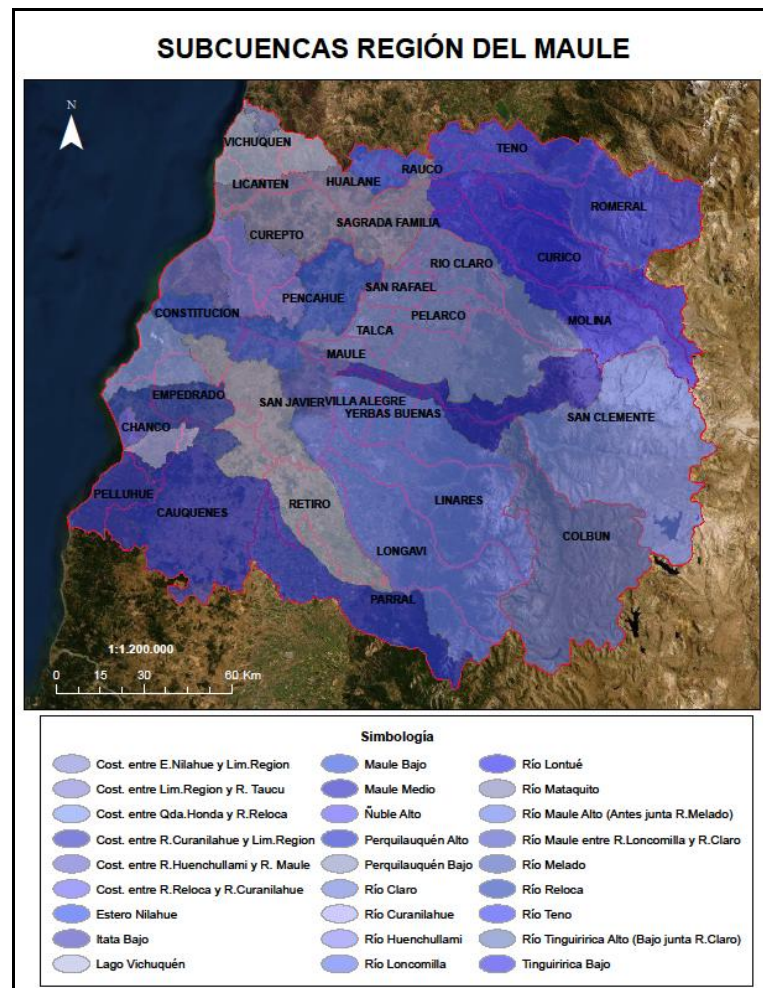 SUBCUENCAS REGIÓN DEL MAULE
N
VICHUQUEN
TENO
RAUCO
HUALANE
LICANTEN
ROMERAL
SAGRADA FAMILIA
CUREPTO
CURICO
RIO CLARO
SAN RAFAEL
PENCAHUE
CONSTITUCION
PELARCO
MOLINA
TALCA
MAULE
EMPEDRADO
SAN JAVIER
VILLA ALEGRE
YERBAS BUENAS
SAN CLEMENTE
CHANCO
PELLUHUE
CAUQUENES
RETIRO
LINARES
COLBUN
LONGAVI
PARRAL
1:1.200.000
0 15 30 60 Km
Simbología
Cost. entre E.Nilahue y Lim.Region
Cost. entre Lim.Region y R. Taucu
Cost. entre Qda.Honda y R.Reloca
Cost. entre R.Curanilahue y Lim.Region
Cost. entre R.Huenchullami y R. Maule
Cost. entre R.Reloca y R.Curanilahue
Estero Nilahue
Itata Bajo
Lago Vichuquén
Maule Bajo
Maule Medio
Ñuble Alto
Perquilauquén Alto
Perquilauquén Bajo
Río Claro
Río Curanilahue
Río Huenchullami
Río Loncomilla
Río Lontué
Río Mataquito
Río Maule Alto (Antes junta R.Melado)
Río Maule entre R.Loncomilla y R.Claro
Río Melado
Río Reloca
Río Teno
Río Tinguiririca Alto (Bajo junta R.Claro)
Tinguiririca Bajo